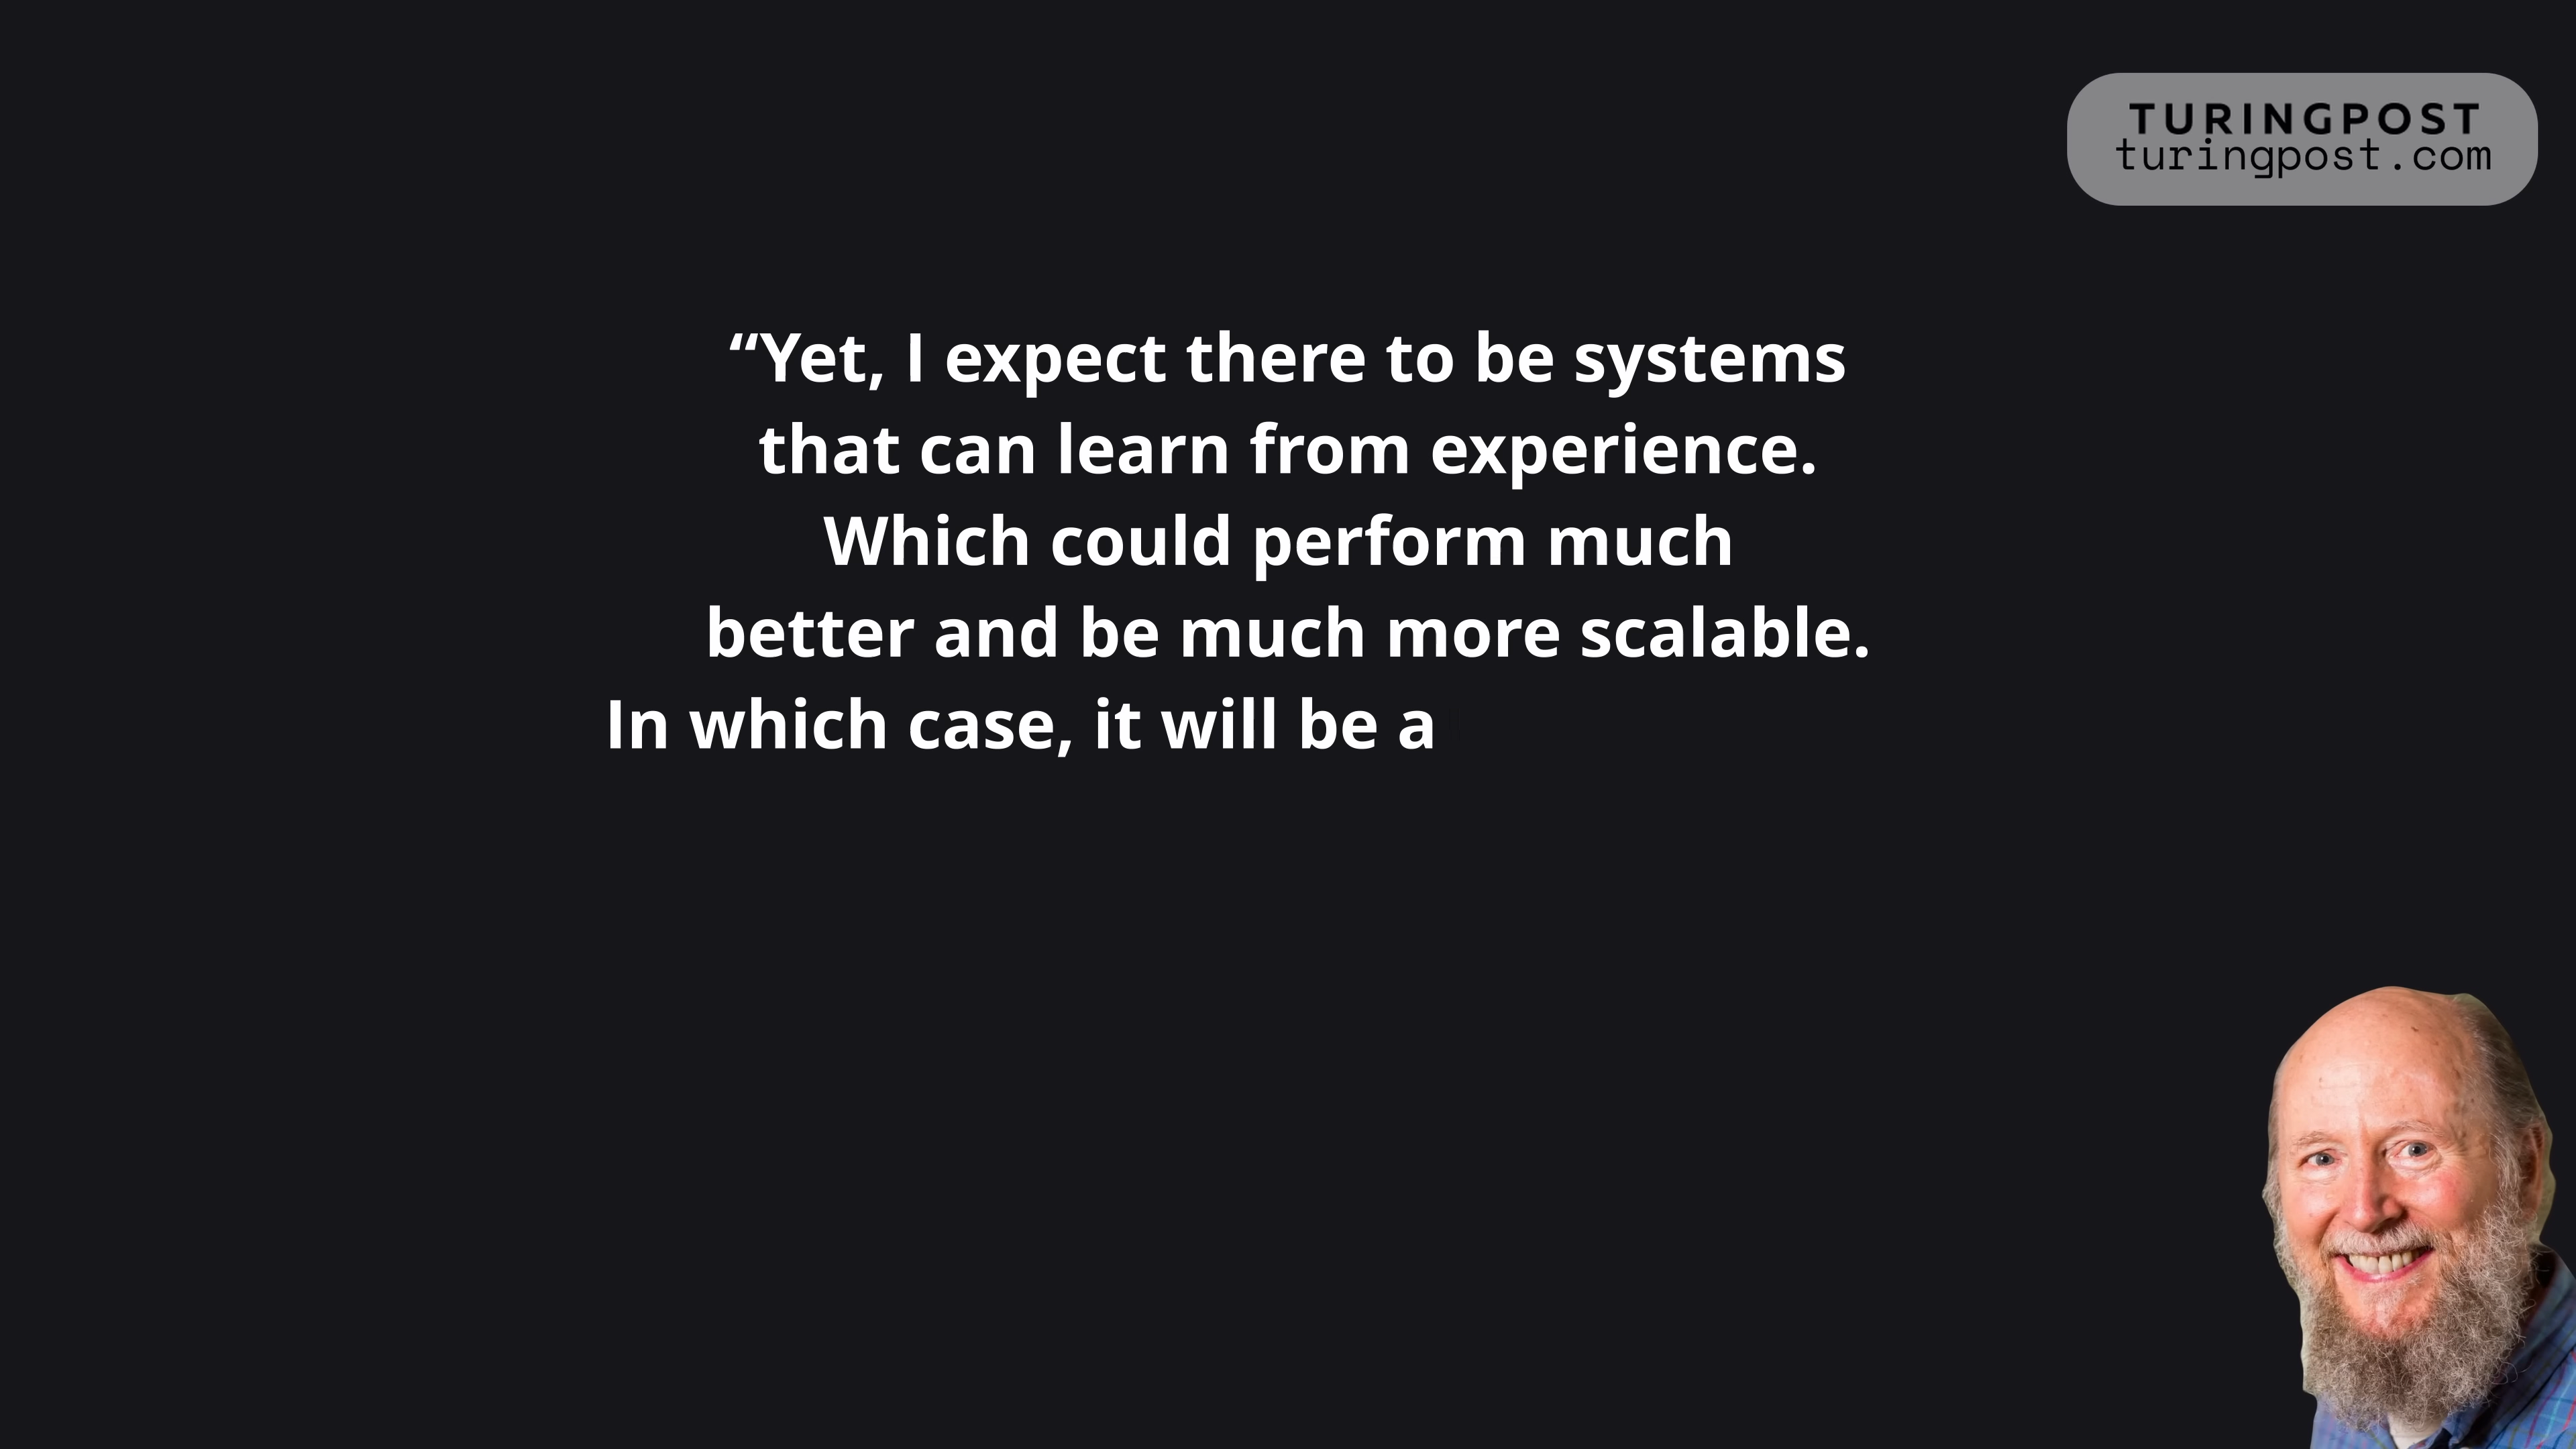 TURINGPOST
turingpost.com
“Yet, I expect there to be systems
that can learn from experience.
Which could perform much
better and be much more scalable.
In which case, it will be a